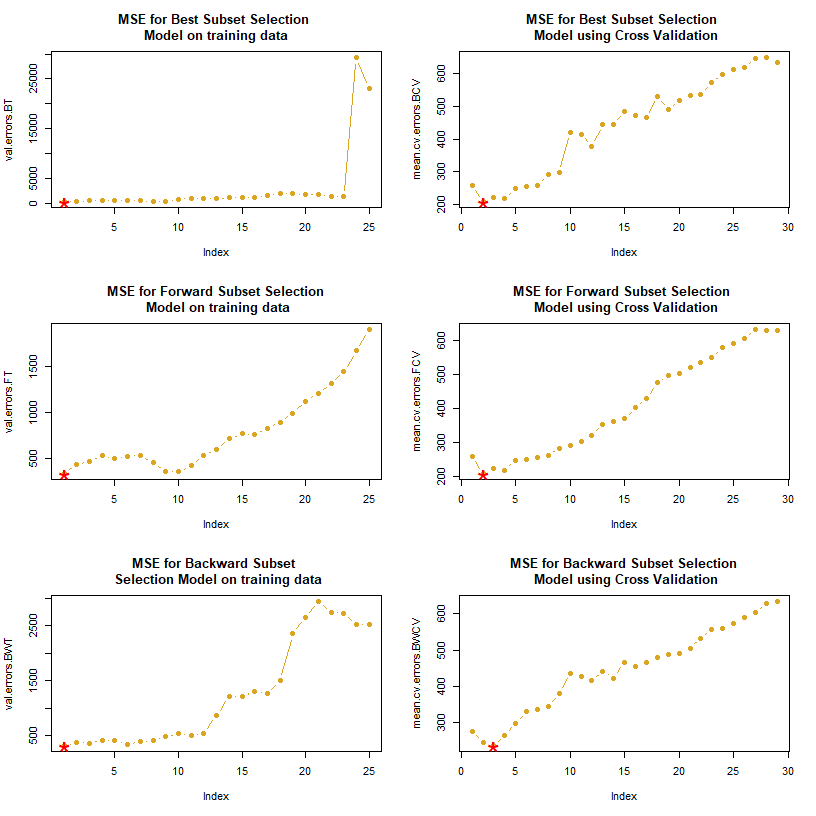 MSE for Best Subset Selection
Model on training data
val.errors.BT
0
5000
15000
25000
5 10 15 20 25
Index
MSE for Best Subset Selection
Model using Cross Validation
mean.cv.errors.BCV
200
300
400
500
600
0 5 10 15 20 25 30
Index
MSE for Forward Subset Selection
Model on training data
val.errors.FT
500
1000
1500
5 10 15 20 25
Index
MSE for Forward Subset Selection
Model using Cross Validation
mean.cv.errors.FCV
200
300
400
500
600
0 5 10 15 20 25 30
Index
MSE for Backward Subset
Selection Model on training data
val.errors.BWT
500
1500
2500
5 10 15 20 25
Index
MSE for Backward Subset Selection
Model using Cross Validation
mean.cv.errors.BWCV
300
400
500
600
0 5 10 15 20 25 30
Index